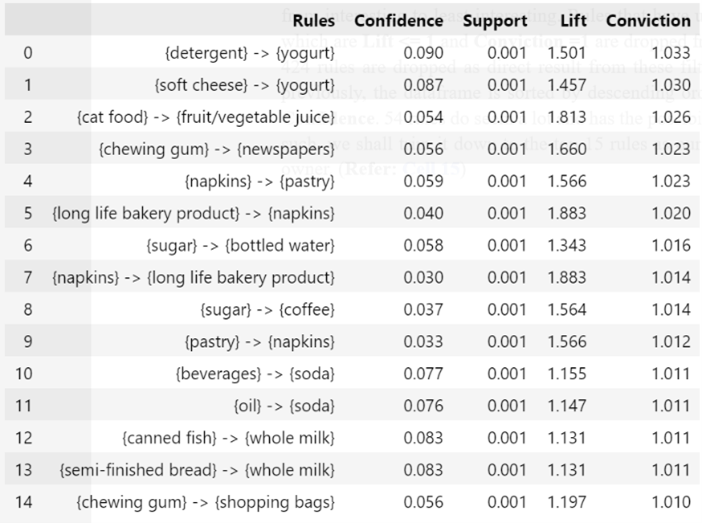 Rules Confidence Support Lift Conviction
0 {detergent} -> {yogurt} 0.090 0.001 1.501 1.033
1 {soft cheese} -> {yogurt} 0.087 0.001 1.457 1.030
2 {cat food} -> {fruit/vegetable juice} 0.054 0.001 1.813 1.026
3 {chewing gum} -> {newspapers} 0.056 0.001 1.660 1.023
4 {napkins} -> {pastry} 0.059 0.001 1.566 1.023
5 {long life bakery product} -> {napkins} 0.040 0.001 1.883 1.020
6 {sugar} -> {bottled water} 0.058 0.001 1.343 1.016
7 {napkins} -> {long life bakery product} 0.030 0.001 1.883 1.014
8 {sugar} -> {coffee} 0.037 0.001 1.564 1.014
9 {pastry} -> {napkins} 0.033 0.001 1.566 1.012
10 {beverages} -> {soda} 0.077 0.001 1.155 1.011
11 {oil} -> {soda} 0.076 0.001 1.147 1.011
12 {canned fish} -> {whole milk} 0.083 0.001 1.131 1.011
13 {semi-finished bread} -> {whole milk} 0.083 0.001 1.131 1.011
14 {chewing gum} -> {shopping bags} 0.056 0.001 1.197 1.010